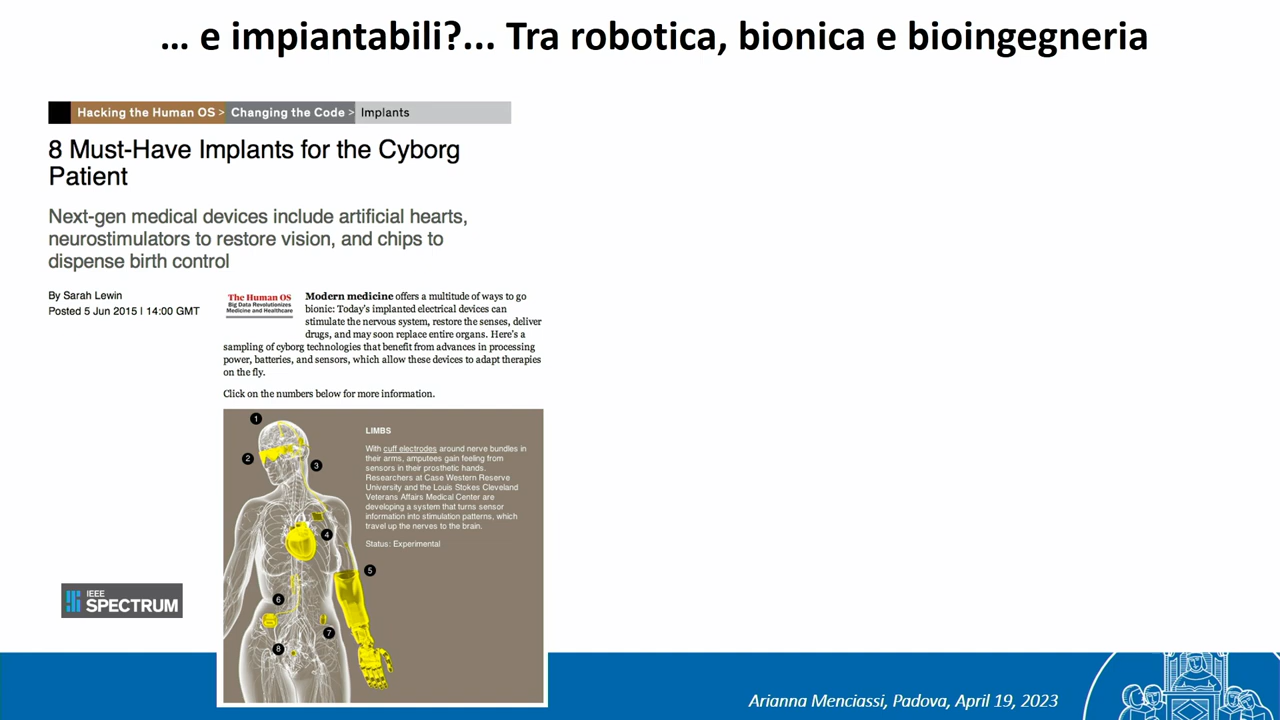 … e impiantabili?... Tra robotica, bionica e bioingegneria
Hacking the Human OS > Changing the Code > Implants
8 Must-Have Implants for the Cyborg
Patient
Next-gen medical devices include artificial hearts,
neurostimulators to restore vision, and chips to
dispense birth control
By Sarah Lewin
Posted 5 Jun 2015 | 14:00 GMT
The Human OS
Big Data Revolutionizes
Medicine and Healthcare
Modern medicine offers a multitude of ways to go
bionic: Today's implanted electrical devices can
stimulate the nervous system, restore the senses, deliver
drugs, and may soon replace entire organs. Here's a
sampling of cyborg technologies that benefit from advances in processing
power, batteries, and sensors, which allow these devices to adapt therapies
on the fly.
Click on the numbers below for more information.
1
2
3
4
5
6
7
8
LIMBS
With cuff electrodes around nerve bundles in
their arms, amputees gain feeling from
sensors in their prosthetic hands.
Researchers at Case Western Reserve
University and the Louis Stokes Cleveland
Veterans Affairs Medical Center are
developing a system that turns sensor
information into stimulation patterns, which
travel up the nerves to the brain.
Status: Experimental
IEEE
SPECTRUM
Arianna Menciassi, Padova, April 19, 2023